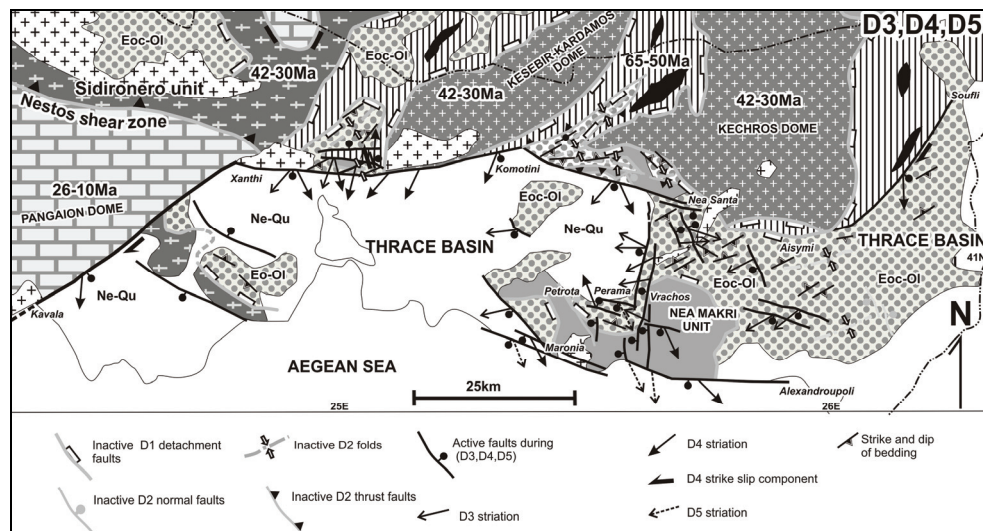 D3,D4,D5
Eoc-Ol
Eoc-Ol
42-30Ma
KESEBIR-KARDAMOS
DOME
65-50Ma
Sidironero unit
42-30Ma
42-30Ma
Soufli
Nestos shear zone
KECHROS DOME
26-10Ma
Xanthi
Komotini
PANGAION DOME
Ne-Qu
Eoc-Ol
Ne-Qu
Nea Santa
THRACE BASIN
Aisymi
THRACE BASIN
41N
Eo-Ol
Eoc-Ol
Eoc-Ol
Ne-Qu
Petrota
Perama
Vrachos
Kavala
NEA MAKRI
UNIT
N
Maronia
AEGEAN SEA
Alexandroupoli
25km
25E
26E
Inactive D1 detachment
faults
Inactive D2 folds
Active faults during
(D3,D4,D5)
D4 striation
Strike and dip
of bedding
D4 strike slip component
Inactive D2 normal faults
Inactive D2 thrust faults
D3 striation
D5 striation